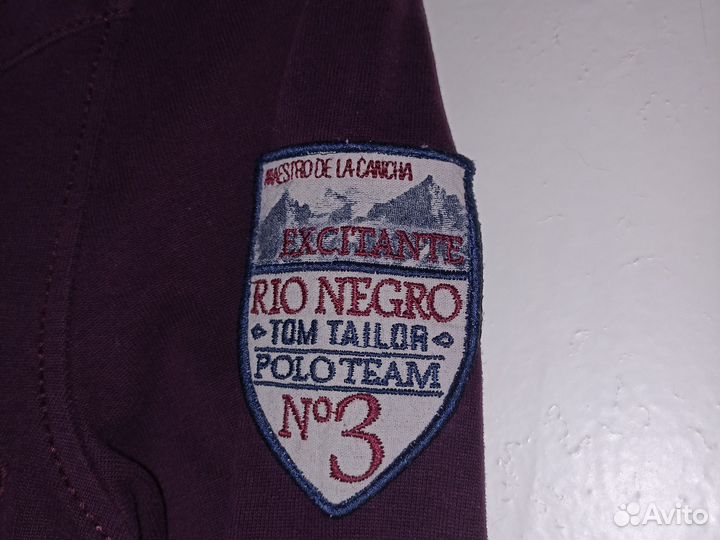 MAESTRO DE LA CANCHA
EXCITANTE
RIO NEGRO
TOM TAILOR
POLO TEAM
Nº3
Avito